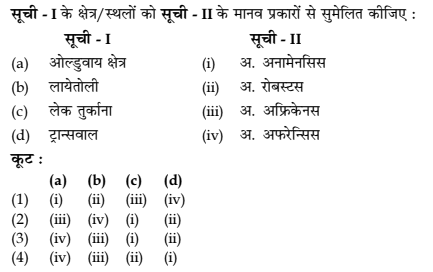 सूची - I के क्षेत्र/स्थलों को सूची - II के मानव प्रकारों से सुमेलित कीजिए :
सूची - I सूची - II
(a) ओल्डुवाय क्षेत्र (i) अ. अनामेनसिस
(b) लायेतोली (ii) अ. रोबस्टस
(c) लेक तुर्काना (iii) अ. अफ्रिकेनस
(d) ट्रान्सवाल (iv) अ. अफरेन्सिस
कूट :
(a) (b) (c) (d)
(1) (i) (ii) (iii) (iv)
(2) (iii) (iv) (i) (ii)
(3) (iv) (iii) (i) (ii)
(4) (iv) (iii) (ii) (i)